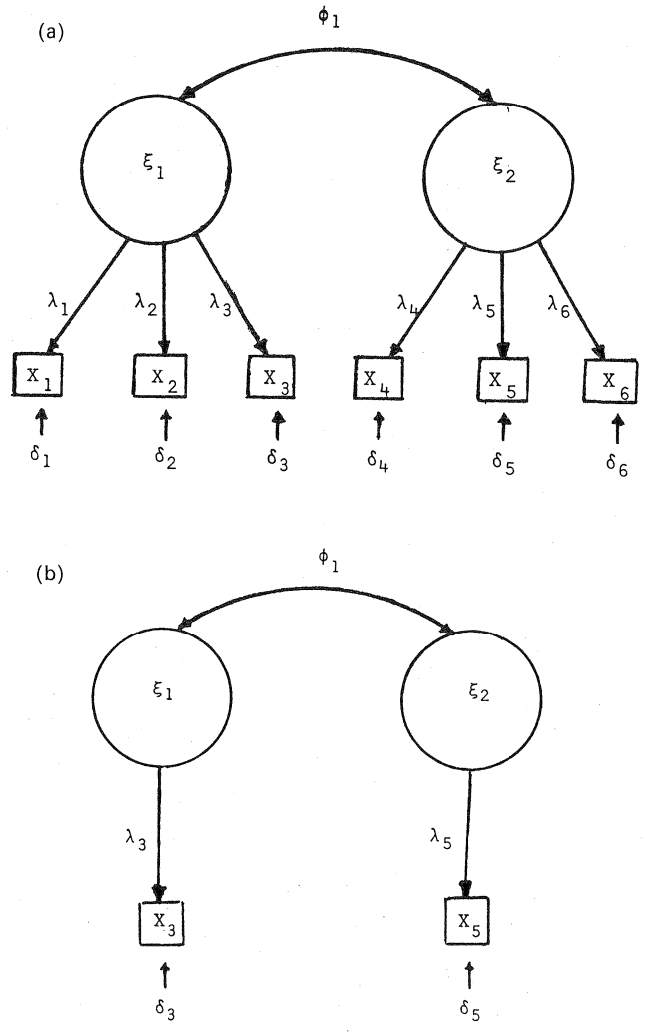 (a)
ϕ₁
ξ₁ ξ₂
λ₁ λ₂ λ₃ λ₄ λ₅ λ₆
X₁ X₂ X₃ X₄ X₅ X₆
δ₁ δ₂ δ₃ δ₄ δ₅ δ₆
(b)
ϕ₁
ξ₁ ξ₂
λ₃ λ₅
X₃ X₅
δ₃ δ₅